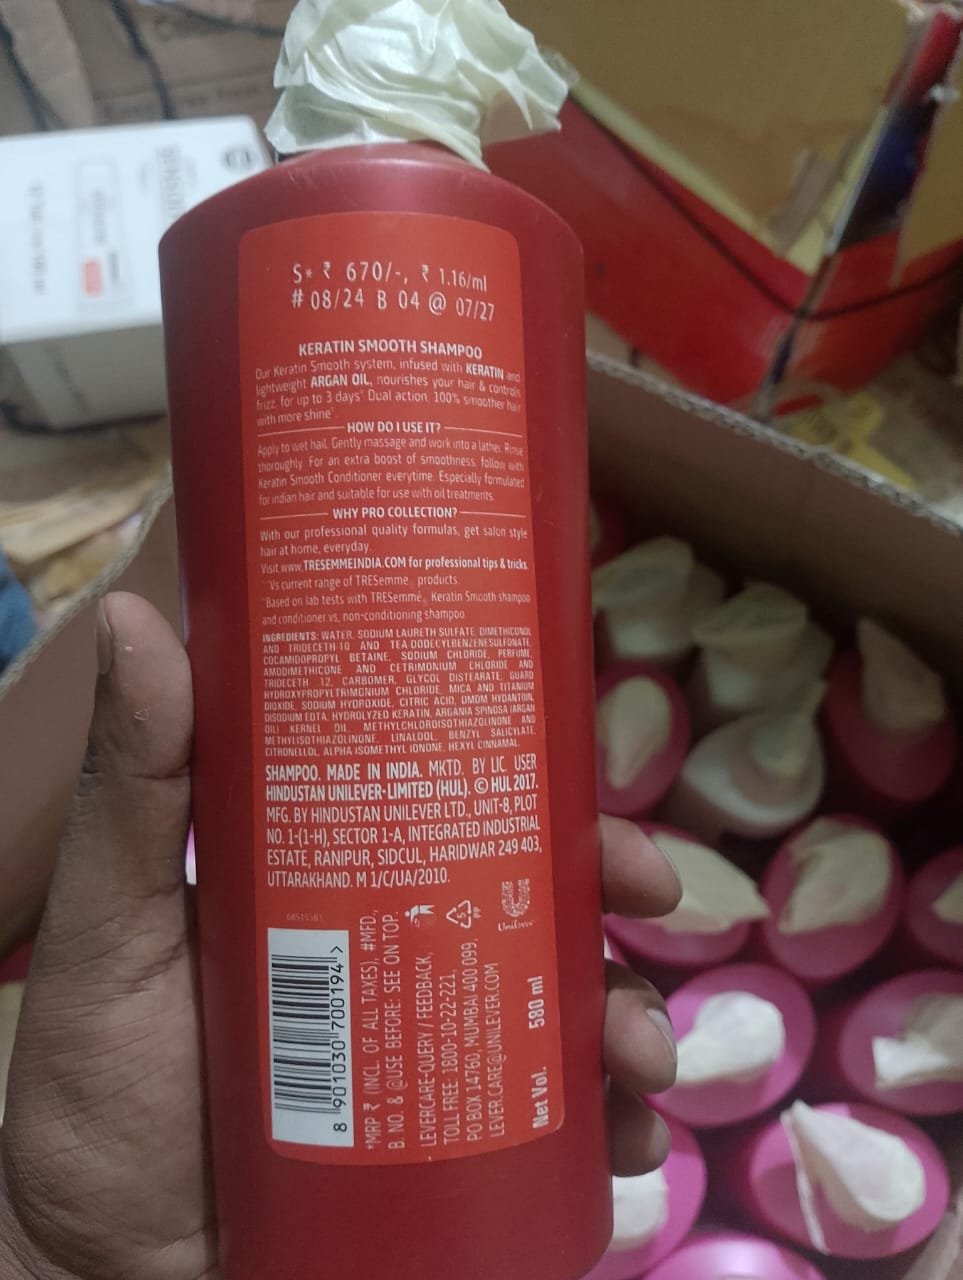 S* ₹ 670/-, ₹ 1.16/ml
# 08/24 B 04 @ 07/27
KERATIN SMOOTH SHAMPOO
Our Keratin Smooth system, infused with KERATIN and
lightweight ARGAN OIL, nourishes your hair & controls
frizz, for up to 3 days* Dual action, 100% smoother hair
with more shine*
HOW DO I USE IT?
Apply to wet hail. Gently massage and work into a lather. Rinse
thoroughly. For an extra boost of smoothness, follow with
Keratin Smooth Conditioner everytime. Especially formulated
for indian hair and suitable for use with oil treatments.
WHY PRO COLLECTION?
With our professional quality formulas, get salon style
hair at home, everyday.
Visit www.TRESEMMEINDIA.COM for professional tips & tricks.
Vs current range of TRESemme products.
Based on lab tests with TRESemmé Keratin Smooth shampoo
and conditioner vs, non-conditioning shampoo
INGREDIENTS: WATER, SODIUM LAURETH SULFATE, DIMETHICONOL
AND TRIDECETH-10 AND TEA DODECYLBENZENESULFONATE,
COCAMIDOPROPYL BETAINE, SODIUM CHLORIDE, PERFUME,
AMODIMETHICONE AND CETRIMONIUM CHLORIDE AND
TRIDECETH 12, CARBOMER, GLYCOL DISTEARATE, GUARD
HYDROXYPROPYLTRIMONIUM CHLORIDE, MICA AND TITANIUM
DIOXIDE, SODIUM HYDROXIDE, CITRIC ACID, DMDM HYDANTOIN,
DISODIUM EDTA, HYDROLYZED KERATIN, ARGANIA SPINOSA (ARGAN
OIL) KERNEL OIL, METHYLCHLOROISOTHIAZOLINONE AND
METHYLISOTHIAZOLINONE, LINALOOL, BENZYL SALICYLATE,
CITRONELLOL, ALPHA ISOMETHYL IONONE, HEXYL CINNAMAL.
SHAMPOO. MADE IN INDIA. MKTD. BY LIC. USER
HINDUSTAN UNILEVER-LIMITED (HUL). © HUL 2017.
MFG. BY HINDUSTAN UNILEVER LTD., UNIT-8, PLOT
NO. 1-(1-H), SECTOR 1-A, INTEGRATED INDUSTRIAL
ESTATE, RANIPUR, SIDCUL, HARIDWAR 249 403,
UTTARAKHAND. M 1/C/UA/2010.
68515581
8 901030 700194 >
*MRP ₹ (INCL. OF ALL TAXES), #MFD.,
B. NO. & @USE BEFORE: SEE ON TOP.
LEVERCARE-QUERY / FEEDBACK,
TOLL FREE: 1800-10-22-221,
PO BOX 14760, MUMBAI 400 099,
LEVER.CARE@UNILEVER.COM
5
PP
Unilever
Net Vol. 580 ml